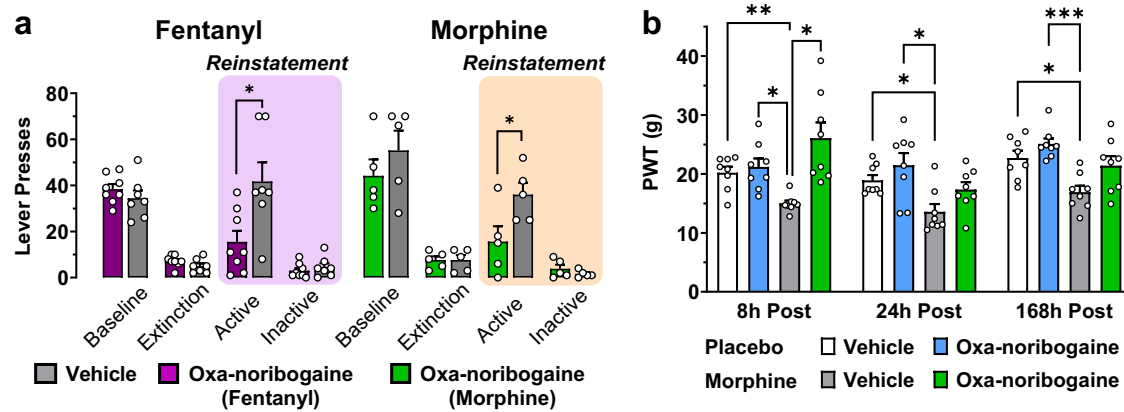 a
Fentanyl
Morphine
Reinstatement
Reinstatement
*
*
Lever Presses
80
60
40
20
0
Baseline
Extinction
Active
Inactive
Baseline
Extinction
Active
Inactive
Vehicle
Oxa-noribogaine
(Fentanyl)
Oxa-noribogaine
(Morphine)
b
**
*
*
*
*
***
*
PWT (g)
40
30
20
10
0
8h Post
24h Post
168h Post
Placebo Vehicle Oxa-noribogaine
Morphine Vehicle Oxa-noribogaine